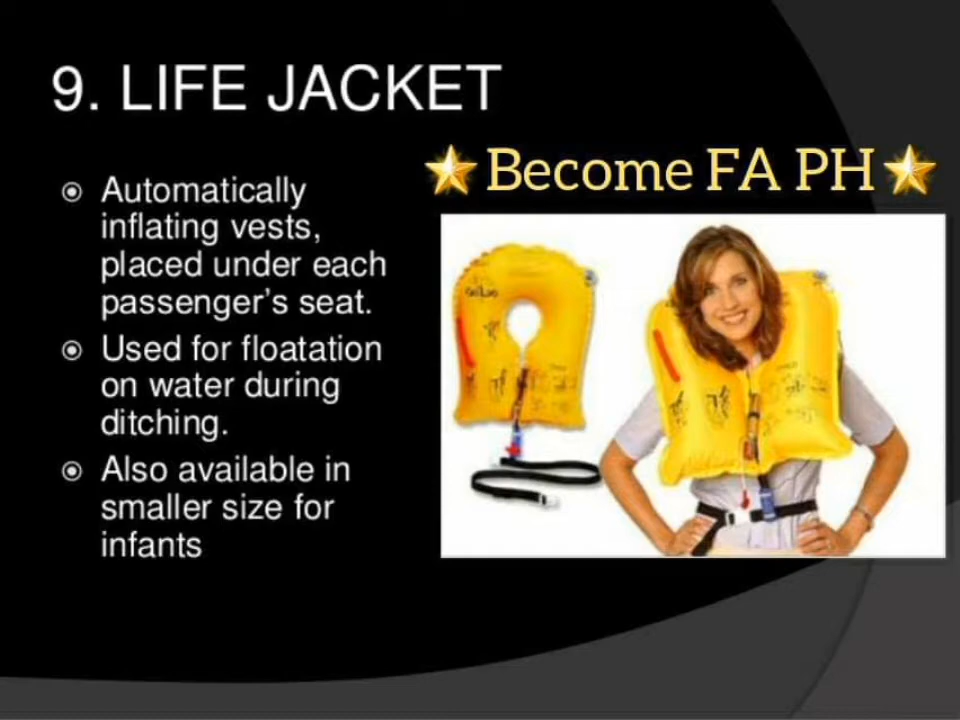 9. LIFE JACKET
Become FA PH
Automatically
inflating vests,
placed under each
passenger's seat.
Used for floatation
on water during
ditching.
Also available in
smaller size for
infants